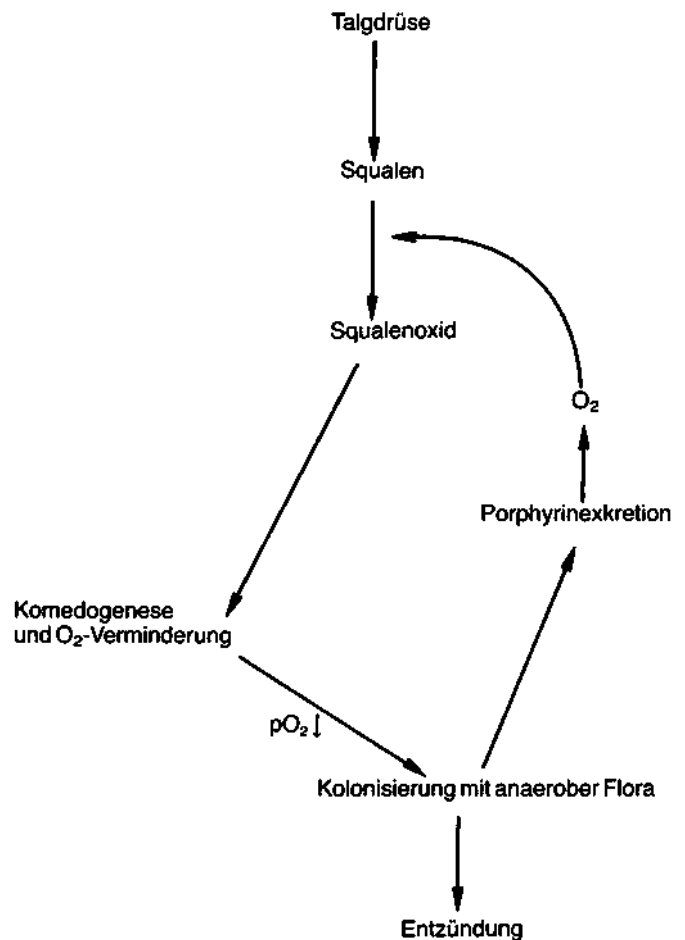 Talgdrüse
Squalen
Squalenoxid
O₂
Porphyrinexkretion
Komedogenese
und O₂-Verminderung
pO₂↓
Kolonisierung mit anaerober Flora
Entzündung